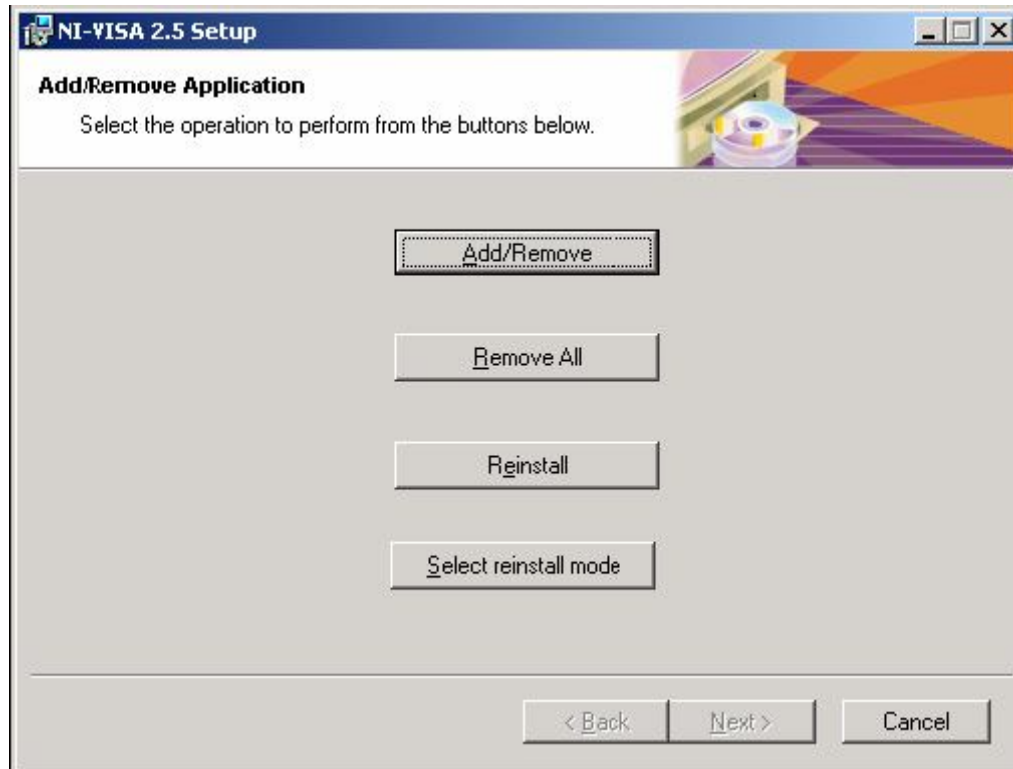 NI-VISA 2.5 Setup
Add/Remove Application
Select the operation to perform from the buttons below.
Add/Remove
Remove All
Reinstall
Select reinstall mode
< Back Next > Cancel